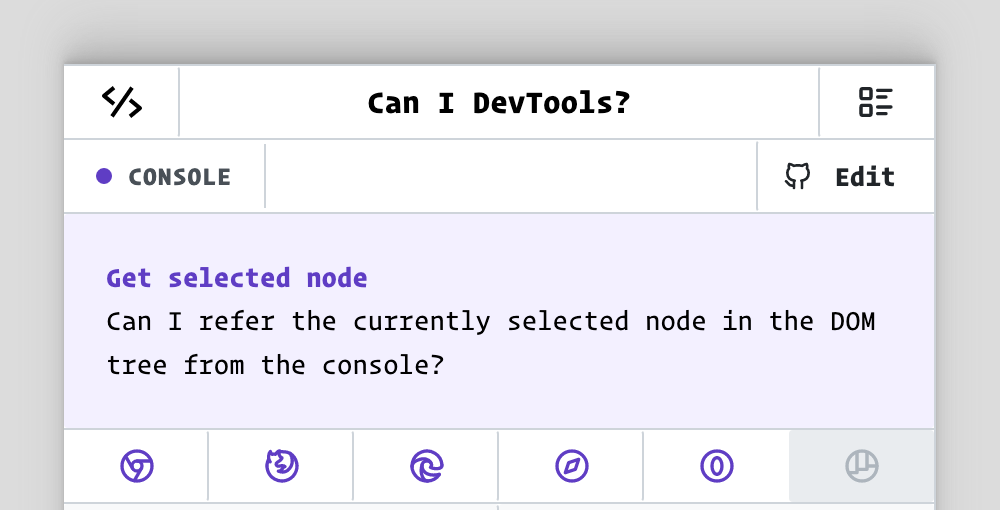 Can I DevTools?
CONSOLE
Edit
Get selected node
Can I refer the currently selected node in the DOM
tree from the console?